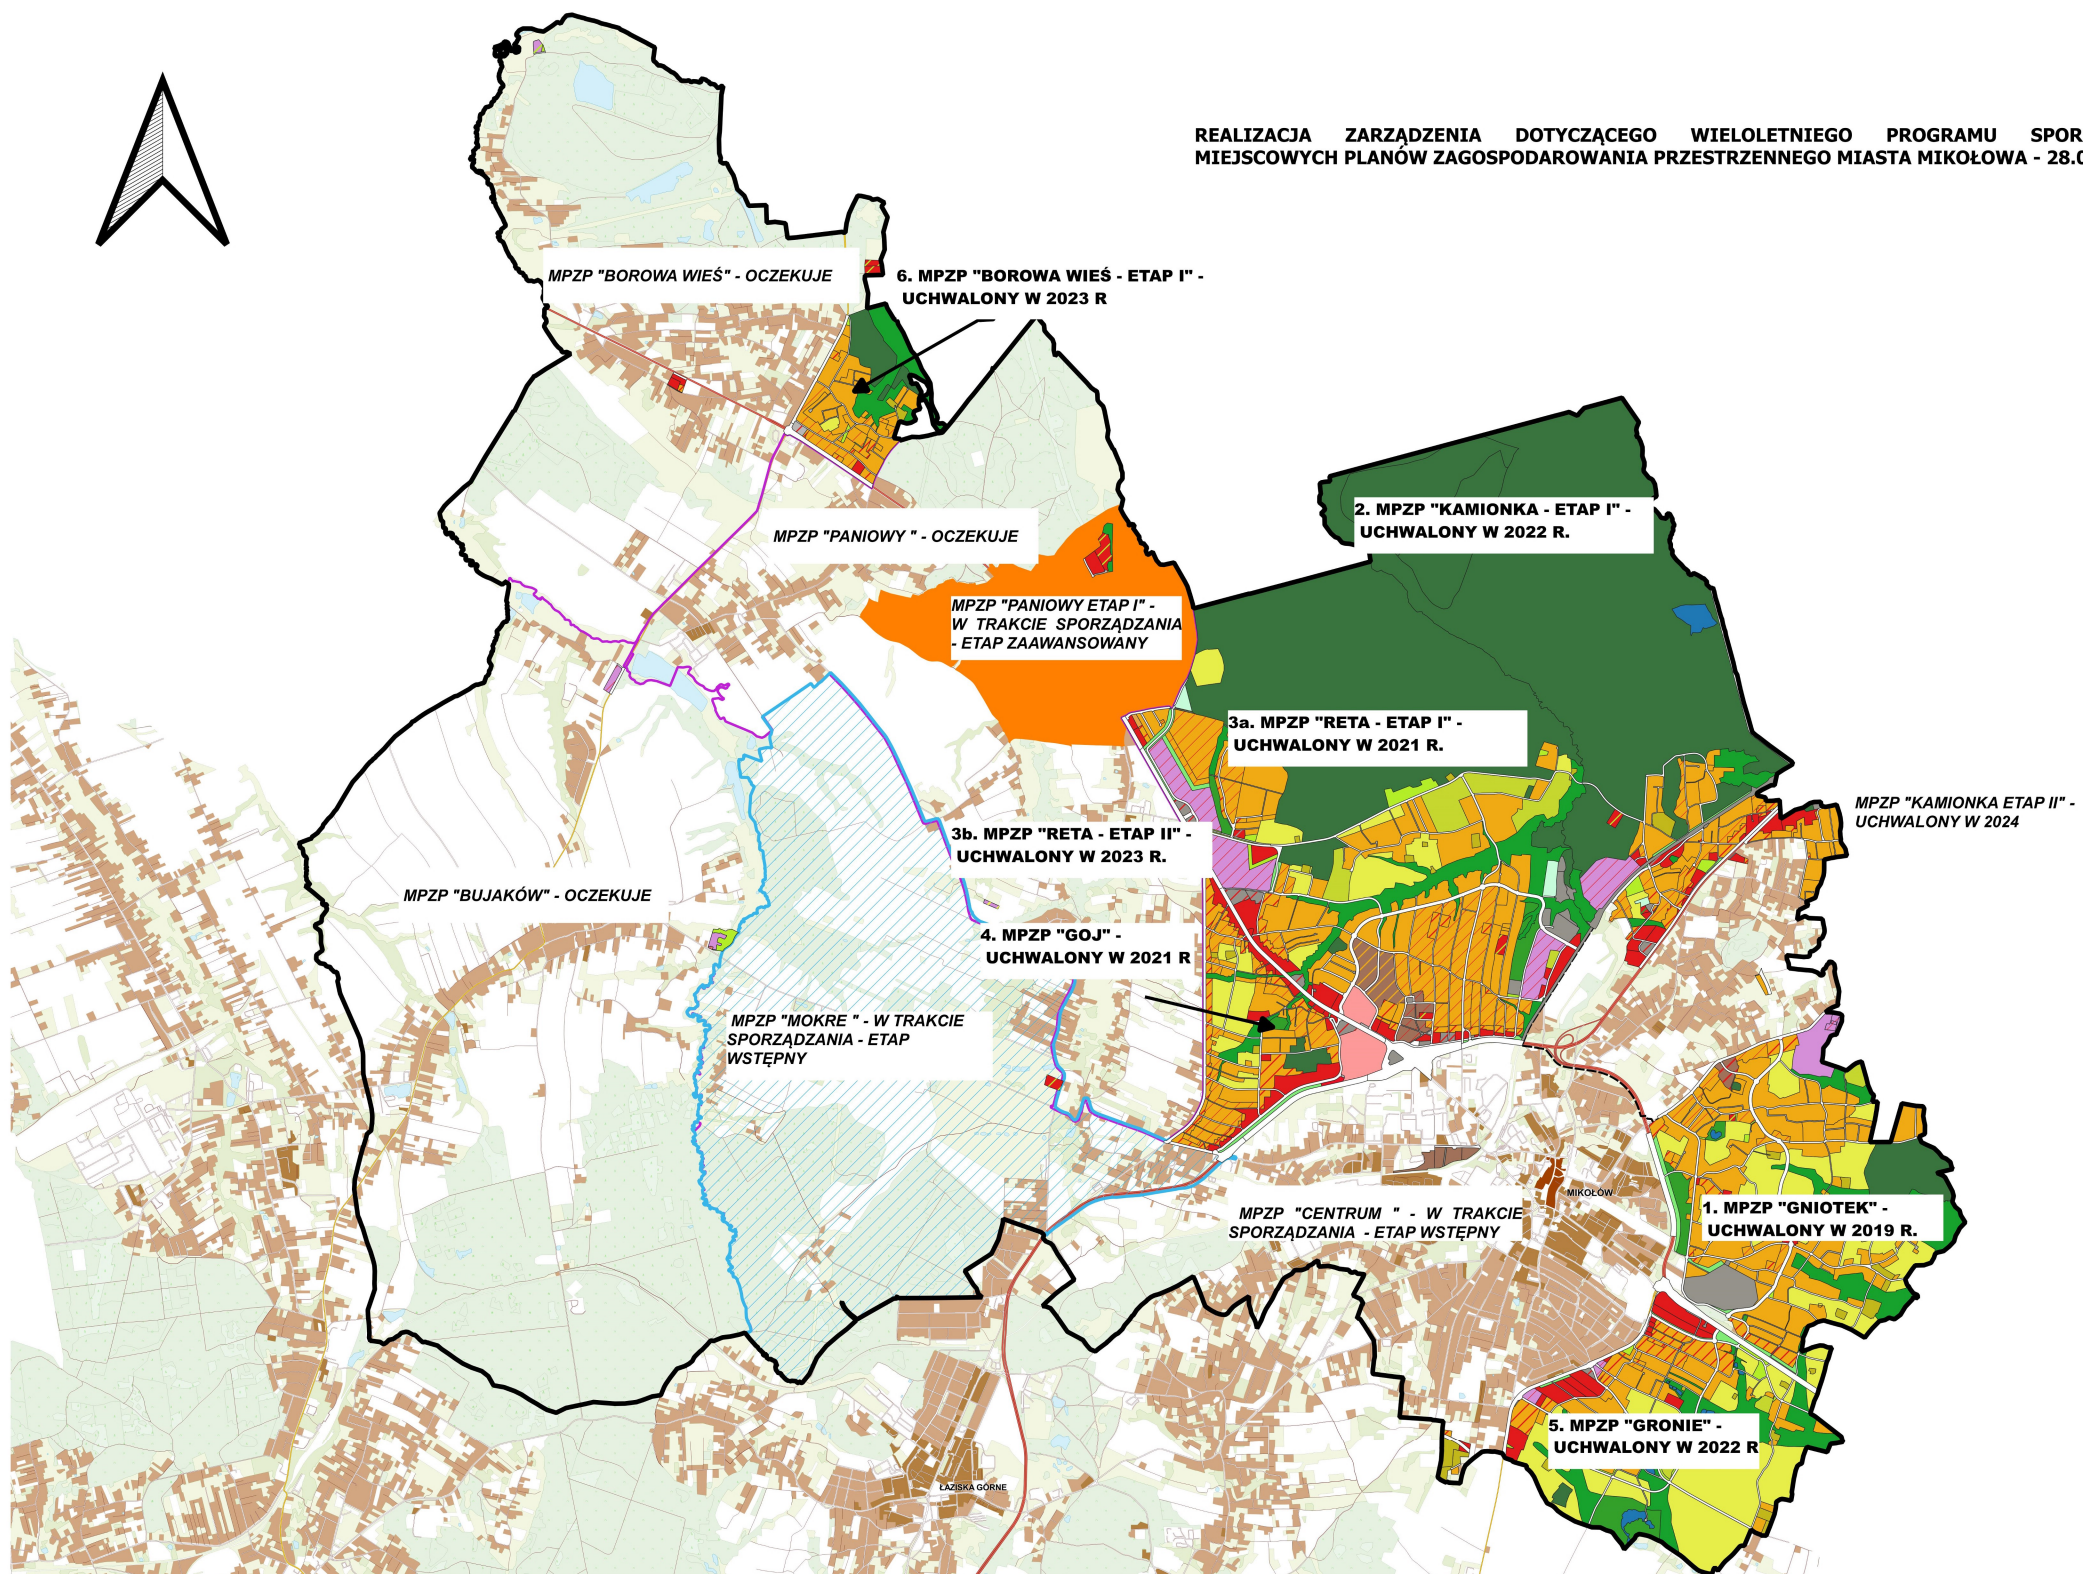 REALIZACJA ZARZĄDZENIA DOTYCZĄCEGO WIELOLETNIEGO PROGRAMU SPOR
MIEJSCOWYCH PLANÓW ZAGOSPODAROWANIA PRZESTRZENNEGO MIASTA MIKOŁOWA - 28.0
MPZP "BOROWA WIEŚ" - OCZEKUJE
6. MPZP "BOROWA WIEŚ - ETAP I" -
UCHWALONY W 2023 R
2. MPZP "KAMIONKA - ETAP I" -
UCHWALONY W 2022 R.
MPZP "PANIOWY " - OCZEKUJE
MPZP "PANIOWY ETAP I" -
W TRAKCIE SPORZĄDZANIA
- ETAP ZAAWANSOWANY
3a. MPZP "RETA - ETAP I" -
UCHWALONY W 2021 R.
MPZP "KAMIONKA ETAP II" -
UCHWALONY W 2024
3b. MPZP "RETA - ETAP II" -
UCHWALONY W 2023 R.
MPZP "BUJAKÓW" - OCZEKUJE
4. MPZP "GOJ" -
UCHWALONY W 2021 R
MPZP "MOKRE " - W TRAKCIE
SPORZĄDZANIA - ETAP
WSTĘPNY
MIKOŁÓW
MPZP "CENTRUM " - W TRAKCIE
SPORZĄDZANIA - ETAP WSTĘPNY
1. MPZP "GNIOTEK" -
UCHWALONY W 2019 R.
5. MPZP "GRONIE" -
UCHWALONY W 2022 R
ŁAZISKA GÓRNE